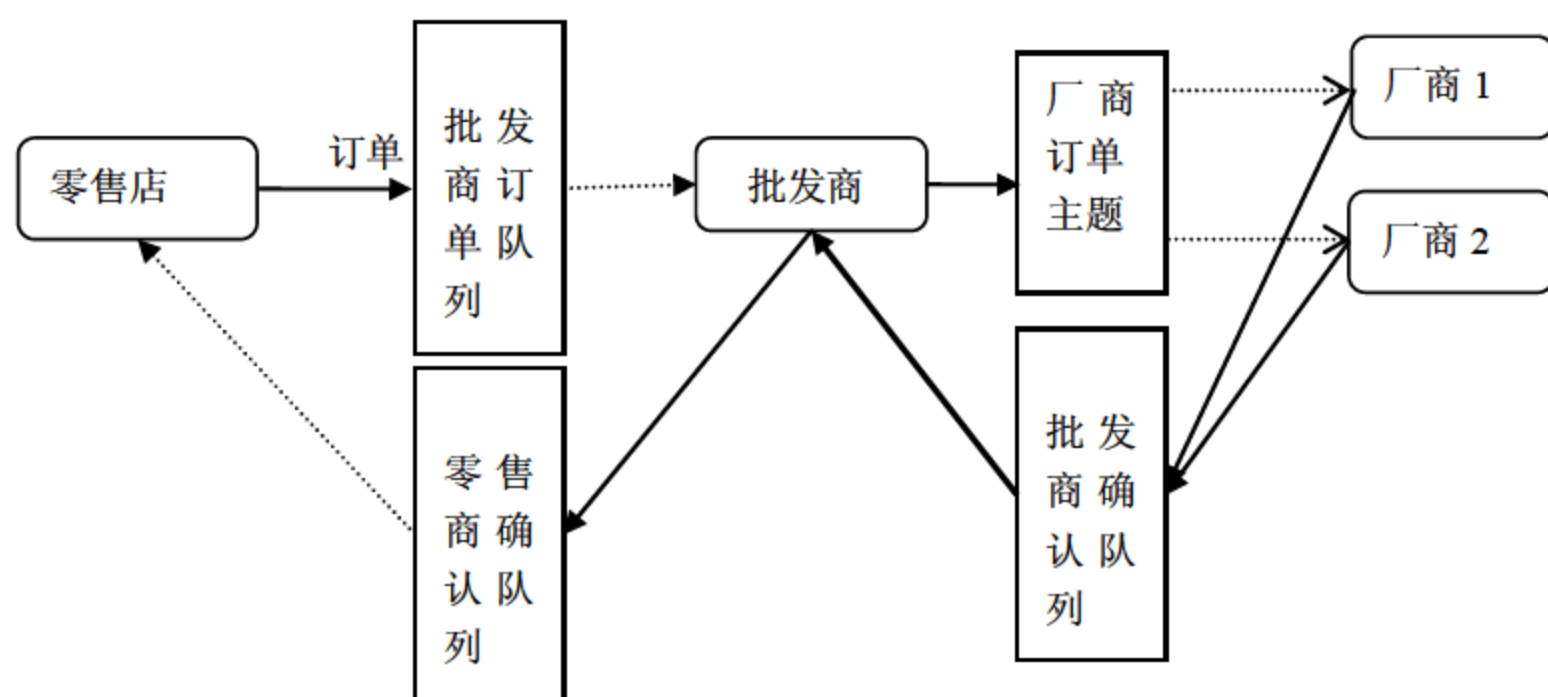 零售店
订单
批发
商订
单队
列
批发商
厂商
订单
主题
厂商 1
厂商 2
零售
商确
认队
列
批发
商确
认队
列